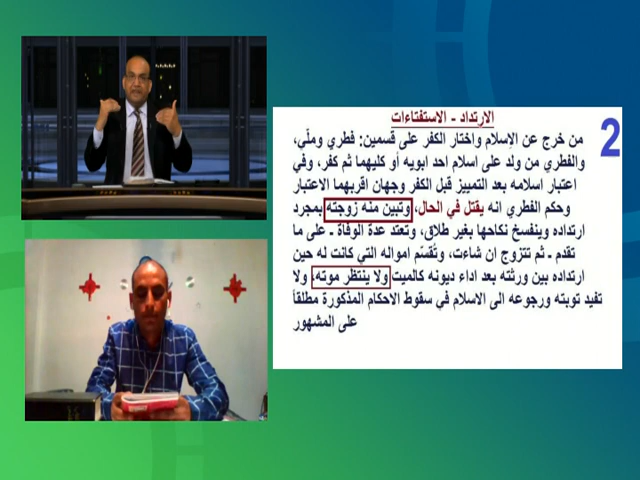 الارتداد - الاستفتاءات
2
من خرج عن الإسلام واختار الكفر على قسمين: فطري وملّي،
والفطري من ولد على اسلام احد ابويه أو كليهما ثم كفر، وفي
اعتبار اسلامه بعد التمييز قبل الكفر وجهان اقربهما الاعتبار
وحكم الفطري انه يقتل في الحال، وتبين منه زوجته بمجرد
ارتداده وينفسخ نكاحها بغير طلاق، وتعتد عدة الوفاة ـ على ما
تقدم ـ ثم تتزوج ان شاءت، وتُقسّم امواله التي كانت له حين
ارتداده بين ورثته بعد اداء ديونه كالميت ولا ينتظر موته، ولا
تفيد توبته ورجوعه الى الاسلام في سقوط الاحكام المذكورة مطلقاً
على المشهور